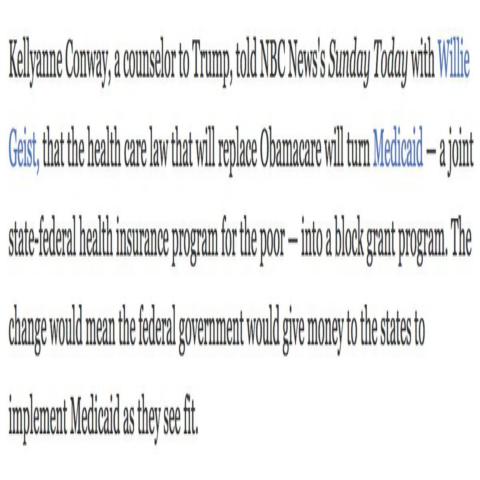 Kellyanne Conway, a counselor to Trump, told NBC News's Sunday Today with Willie
Geist, that the health care law that will replace Obamacare will turn Medicaid — a joint
state-federal health insurance program for the poor — into a block grant program. The
change would mean the federal government would give money to the states to
implement Medicaid as they see fit.